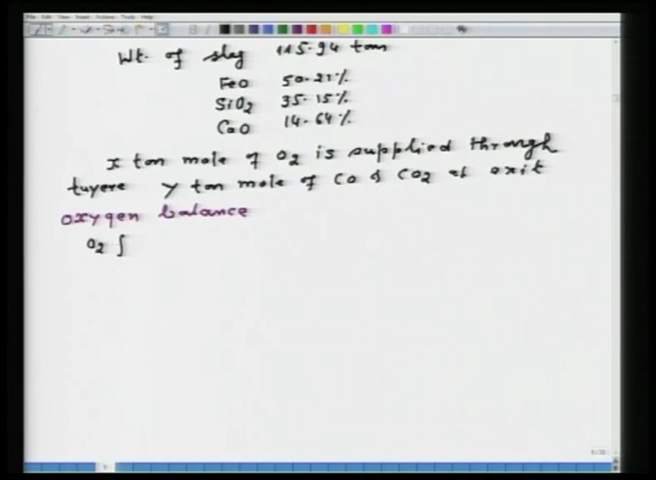 Wt. of slag 115.94 ton
FeO 50.21%
SiO2 35.15%
CaO 14.64%
x ton mole of O2 is supplied through
tuyere Y ton mole of CO & CO2 at exit
oxygen balance
O2 ∫